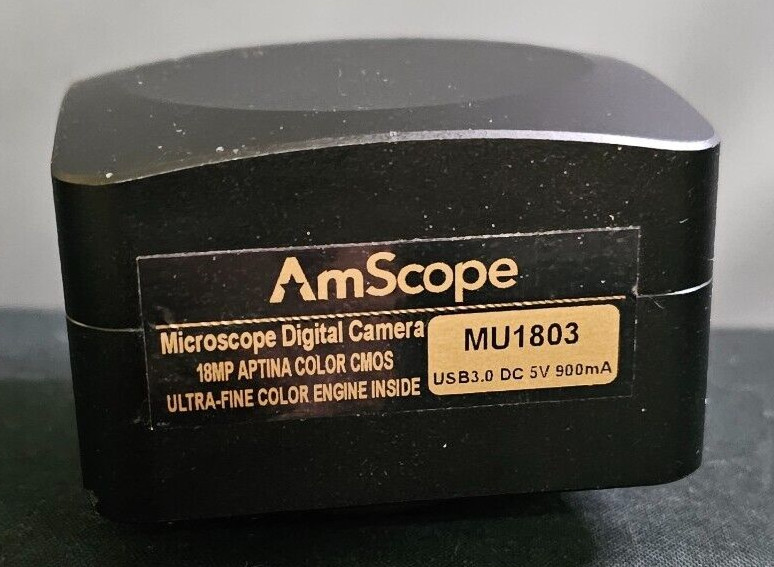 AmScope
Microscope Digital Camera
18MP APTINA COLOR CMOS
ULTRA-FINE COLOR ENGINE INSIDE
MU1803
USB3.0 DC 5V 900mA